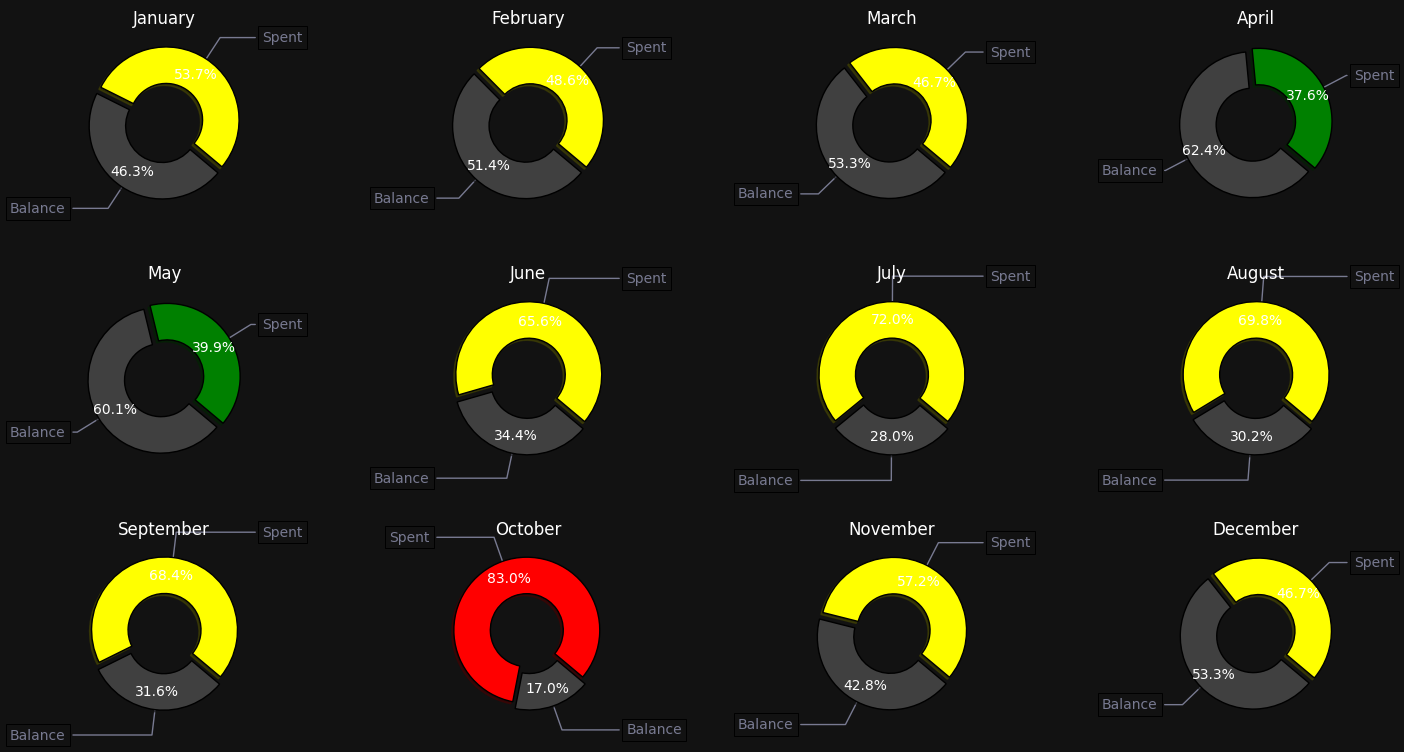 January
Spent
53.7%
46.3%
Balance
February
Spent
48.6%
51.4%
Balance
March
Spent
46.7%
53.3%
Balance
April
Spent
37.6%
62.4%
Balance
May
Spent
39.9%
60.1%
Balance
June
Spent
65.6%
34.4%
Balance
July
Spent
72.0%
28.0%
Balance
August
Spent
69.8%
30.2%
Balance
September
Spent
68.4%
31.6%
Balance
October
Spent
83.0%
17.0%
Balance
November
Spent
57.2%
42.8%
Balance
December
Spent
46.7%
53.3%
Balance